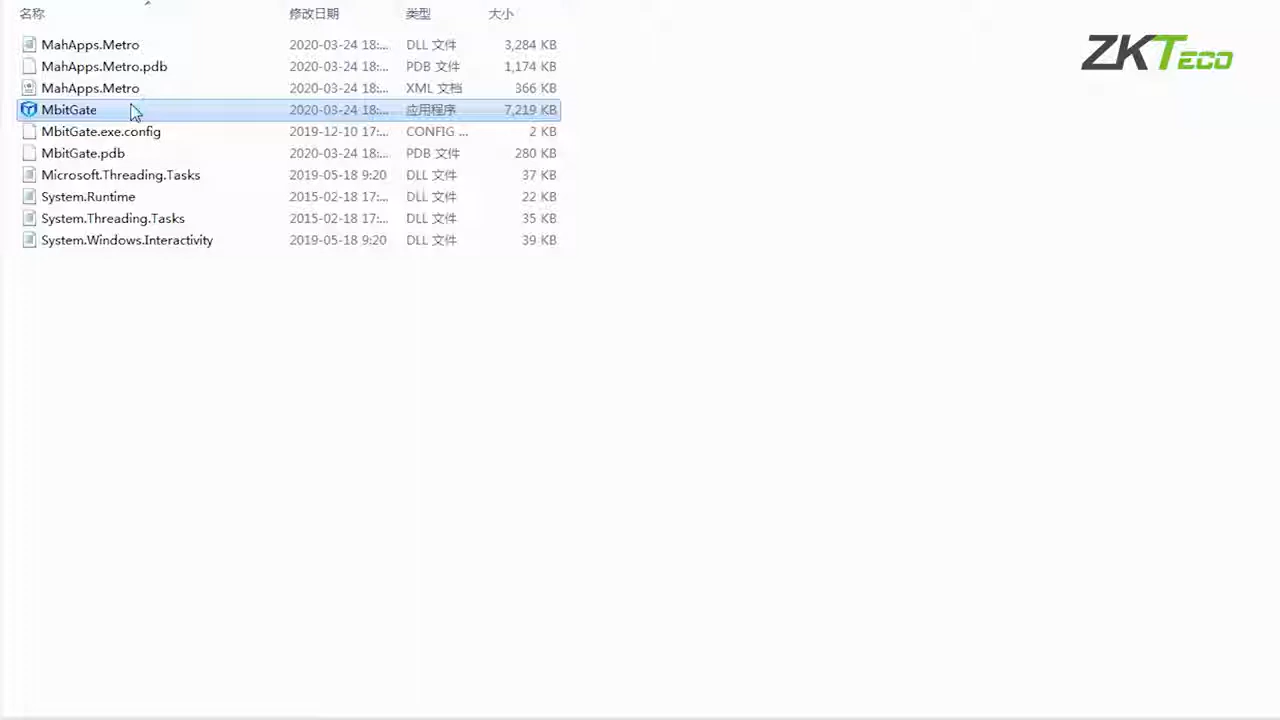 名称 修改日期 类型 大小
ZKTECO
MahApps.Metro 2020-03-24 18:... DLL 文件 3,284 KB
MahApps.Metro.pdb 2020-03-24 18:... PDB 文件 1,174 KB
MahApps.Metro 2020-03-24 18:... XML 文档 366 KB
MbitGate 2020-03-24 18:... 应用程序 7,219 KB
MbitGate.exe.config 2019-12-10 17:... CONFIG ... 2 KB
MbitGate.pdb 2020-03-24 18:... PDB 文件 280 KB
Microsoft.Threading.Tasks 2019-05-18 9:20 DLL 文件 37 KB
System.Runtime 2015-02-18 17:... DLL 文件 22 KB
System.Threading.Tasks 2015-02-18 17:... DLL 文件 35 KB
System.Windows.Interactivity 2019-05-18 9:20 DLL 文件 39 KB